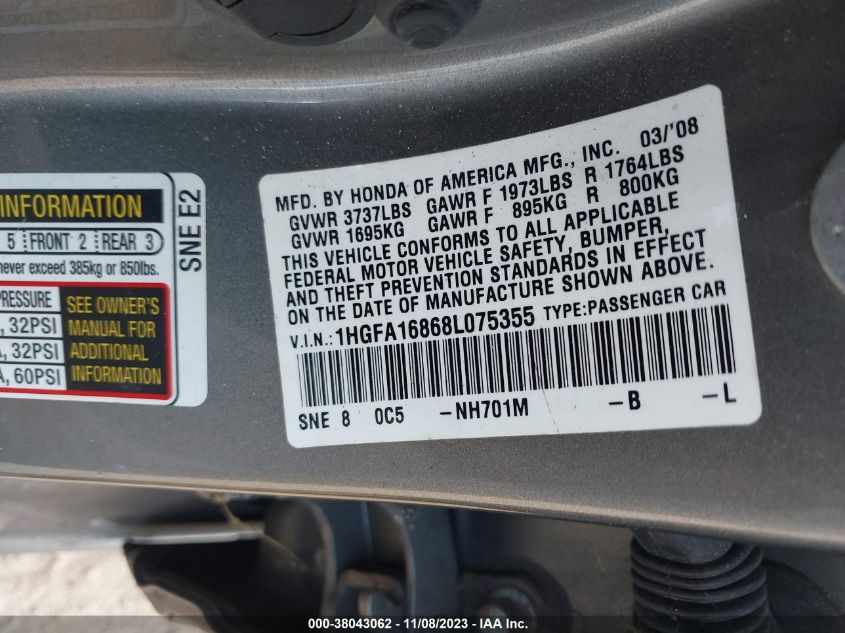 INFORMATION
5 FRONT 2 REAR 3
never exceed 385kg or 850lbs.
PRESSURE
32PSI
32PSI
60PSI
SEE OWNER'S
MANUAL FOR
ADDITIONAL
INFORMATION
SNE E2
MFD. BY HONDA OF AMERICA MFG., INC. 03/'08
GVWR 3737LBS GAWR F 1973LBS R 1764LBS
GVWR 1695KG GAWR F 895KG R 800KG
THIS VEHICLE CONFORMS TO ALL APPLICABLE
FEDERAL MOTOR VEHICLE SAFETY, BUMPER,
AND THEFT PREVENTION STANDARDS IN EFFECT
ON THE DATE OF MANUFACTURE SHOWN ABOVE.
V.I.N.:1HGFA16868L075355 TYPE:PASSENGER CAR
SNE 8 0C5 -NH701M -B -L
000-38043062 - 11/08/2023 - IAA Inc.